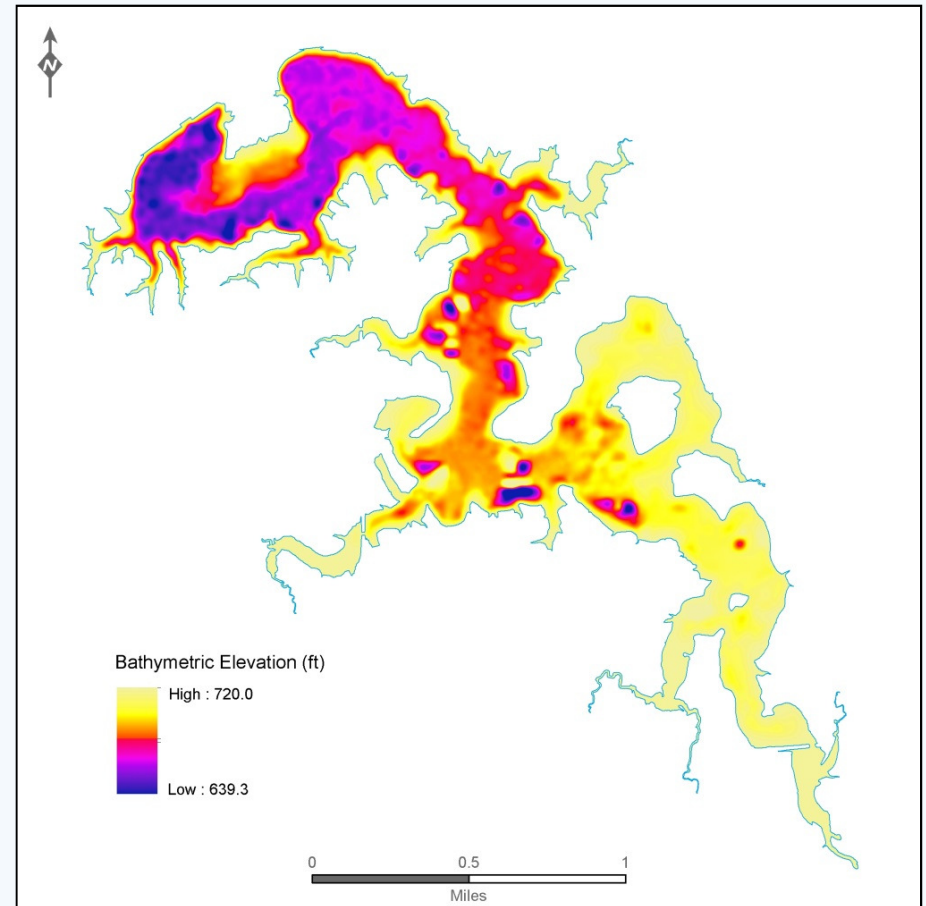 N
Bathymetric Elevation (ft)
High : 720.0
Low : 639.3
0 0.5 1
Miles